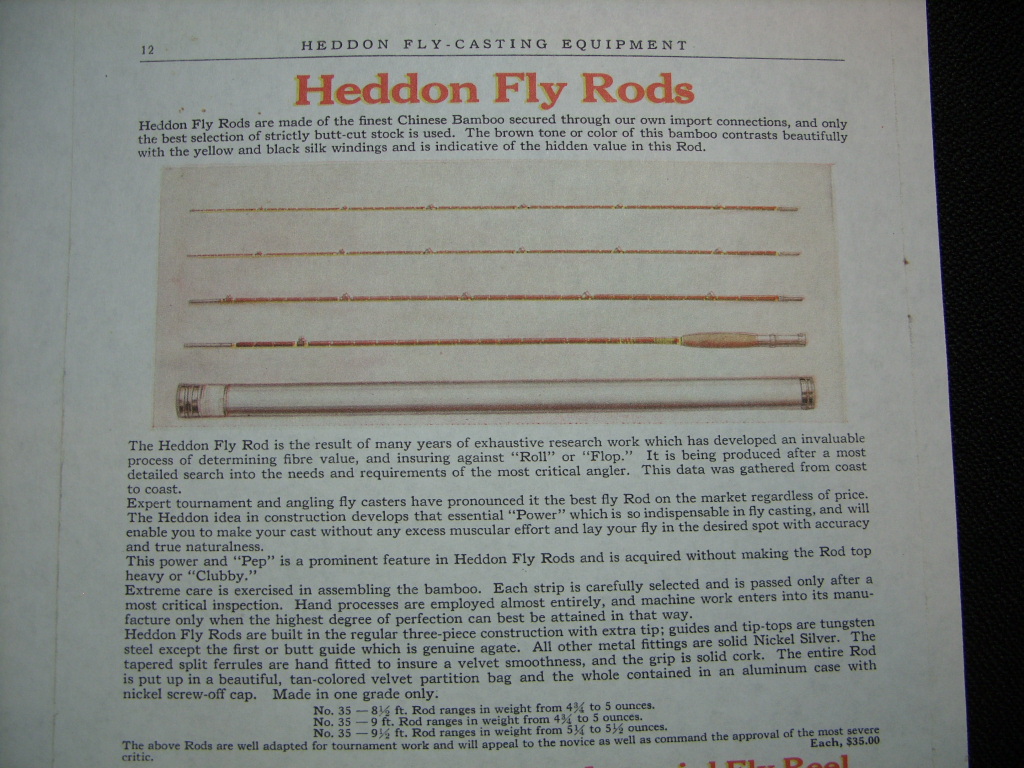 12
HEDDON FLY-CASTING EQUIPMENT
Heddon Fly Rods
Heddon Fly Rods are made of the finest Chinese Bamboo secured through our own import connections, and only
the best selection of strictly butt-cut stock is used. The brown tone or color of this bamboo contrasts beautifully
with the yellow and black silk windings and is indicative of the hidden value in this Rod.
The Heddon Fly Rod is the result of many years of exhaustive research work which has developed an invaluable
process of determining fibre value, and insuring against "Roll" or "Flop." It is being produced after a most
detailed search into the needs and requirements of the most critical angler. This data was gathered from coast
to coast.
Expert tournament and angling fly casters have pronounced it the best fly Rod on the market regardless of price.
The Heddon idea in construction develops that essential "Power" which is so indispensable in fly casting, and will
enable you to make your cast without any excess muscular effort and lay your fly in the desired spot with accuracy
and true naturalness.
This power and "Pep" is a prominent feature in Heddon Fly Rods and is acquired without making the Rod top
heavy or "Clubby."
Extreme care is exercised in assembling the bamboo. Each strip is carefully selected and is passed only after a
most critical inspection. Hand processes are employed almost entirely, and machine work enters into its manu-
facture only when the highest degree of perfection can best be attained in that way.
Heddon Fly Rods are built in the regular three-piece construction with extra tip; guides and tip-tops are tungsten
steel except the first or butt guide which is genuine agate. All other metal fittings are solid Nickel Silver. The
tapered split ferrules are hand fitted to insure a velvet smoothness, and the grip is solid cork. The entire Rod
is put up in a beautiful, tan-colored velvet partition bag and the whole contained in an aluminum case with
nickel screw-off cap. Made in one grade only.
No. 35 — 8½ ft. Rod ranges in weight from 4¾ to 5 ounces.
No. 35 — 9 ft. Rod ranges in weight from 4¾ to 5 ounces.
No. 35 — 9½ ft. Rod ranges in weight from 5¼ to 5½ ounces.
The above Rods are well adapted for tournament work and will appeal to the novice as well as command the approval of the most severe
critic. Each, $35.00
Fly Reel